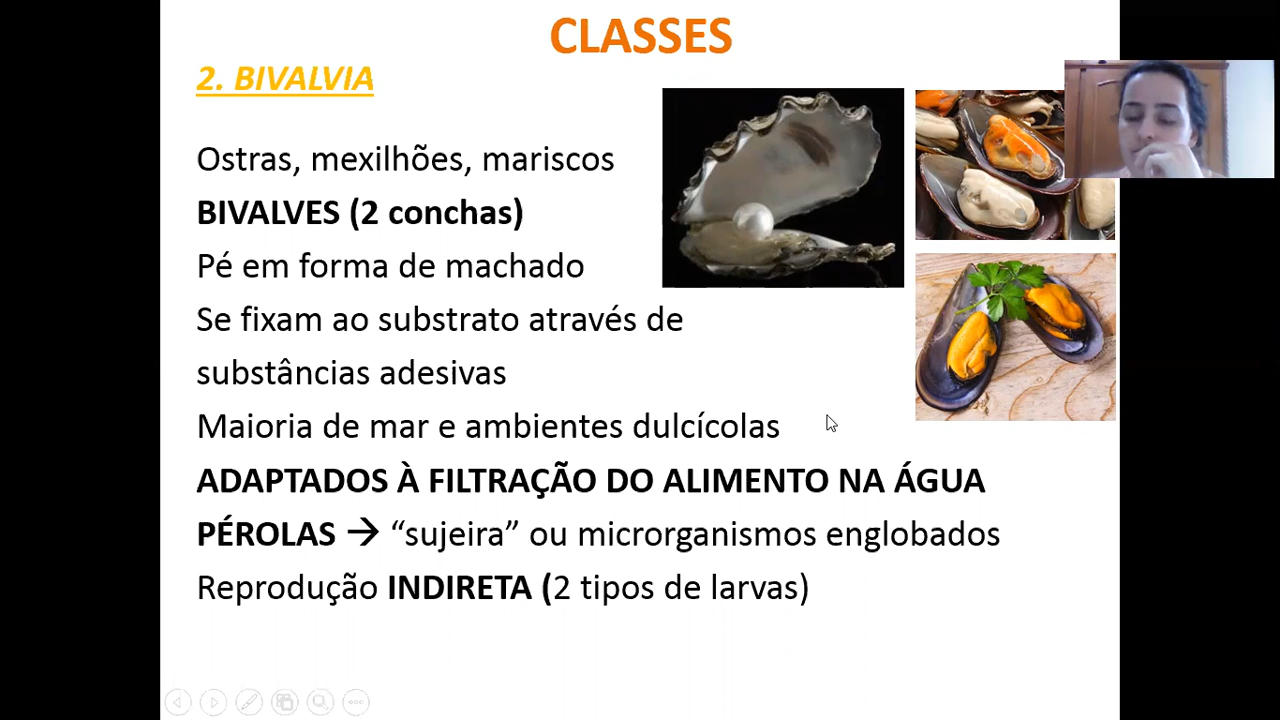 CLASSES
2. BIVALVIA
Ostras, mexilhões, mariscos
BIVALVES (2 conchas)
Pé em forma de machado
Se fixam ao substrato através de
substâncias adesivas
Maioria de mar e ambientes dulcícolas
ADAPTADOS À FILTRAÇÃO DO ALIMENTO NA ÁGUA
PÉROLAS → “sujeira” ou microrganismos englobados
Reprodução INDIRETA (2 tipos de larvas)